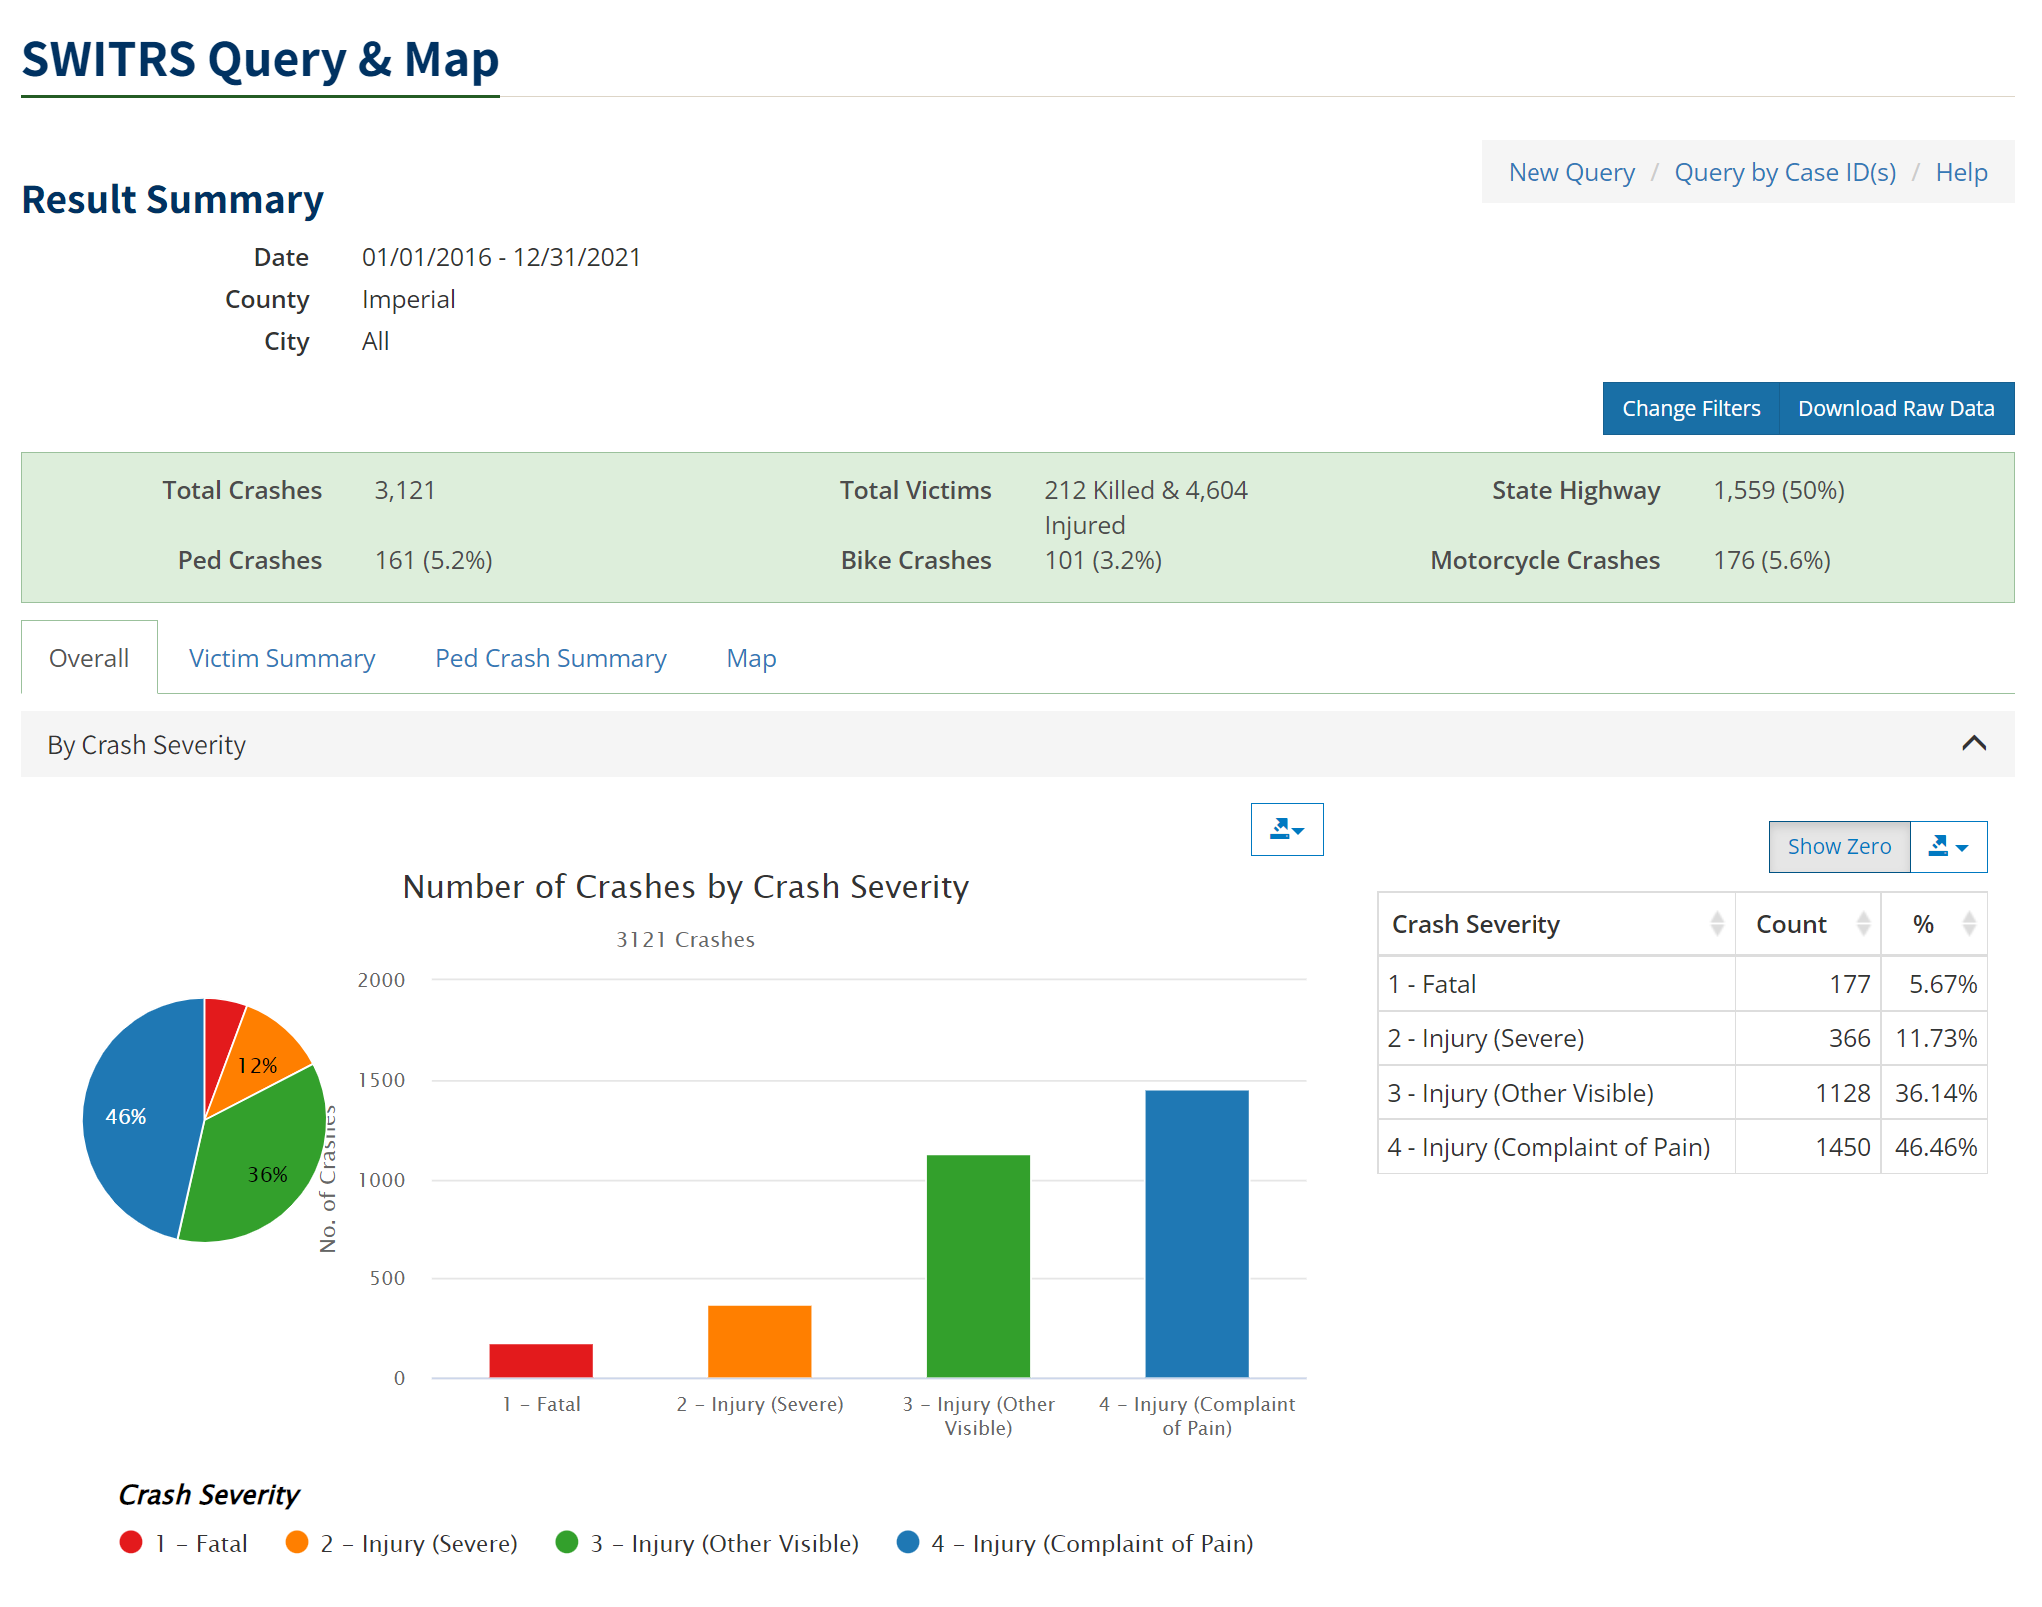 SWITRS Query & Map
New Query / Query by Case ID(s) / Help
Result Summary
Date 01/01/2016 - 12/31/2021
County Imperial
City All
Change Filters Download Raw Data
Total Crashes 3,121 Total Victims 212 Killed & 4,604 State Highway 1,559 (50%)
Injured
Ped Crashes 161 (5.2%) Bike Crashes 101 (3.2%) Motorcycle Crashes 176 (5.6%)
Overall Victim Summary Ped Crash Summary Map
By Crash Severity
Number of Crashes by Crash Severity
3121 Crashes
12%
36%
46%
No. of Crashes
2000
1500
1000
500
0
1 – Fatal
2 – Injury (Severe)
3 – Injury (Other
Visible)
4 – Injury (Complaint
of Pain)
Crash Severity
1 – Fatal 2 – Injury (Severe) 3 – Injury (Other Visible) 4 – Injury (Complaint of Pain)
Show Zero
Crash Severity Count %
1 - Fatal 177 5.67%
2 - Injury (Severe) 366 11.73%
3 - Injury (Other Visible) 1128 36.14%
4 - Injury (Complaint of Pain) 1450 46.46%